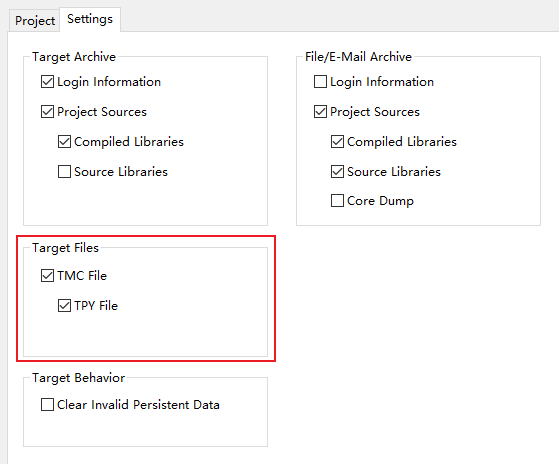 Project
Settings
Target Archive
Login Information
Project Sources
Compiled Libraries
Source Libraries
File/E-Mail Archive
Login Information
Project Sources
Compiled Libraries
Source Libraries
Core Dump
Target Files
TMC File
TPY File
Target Behavior
Clear Invalid Persistent Data